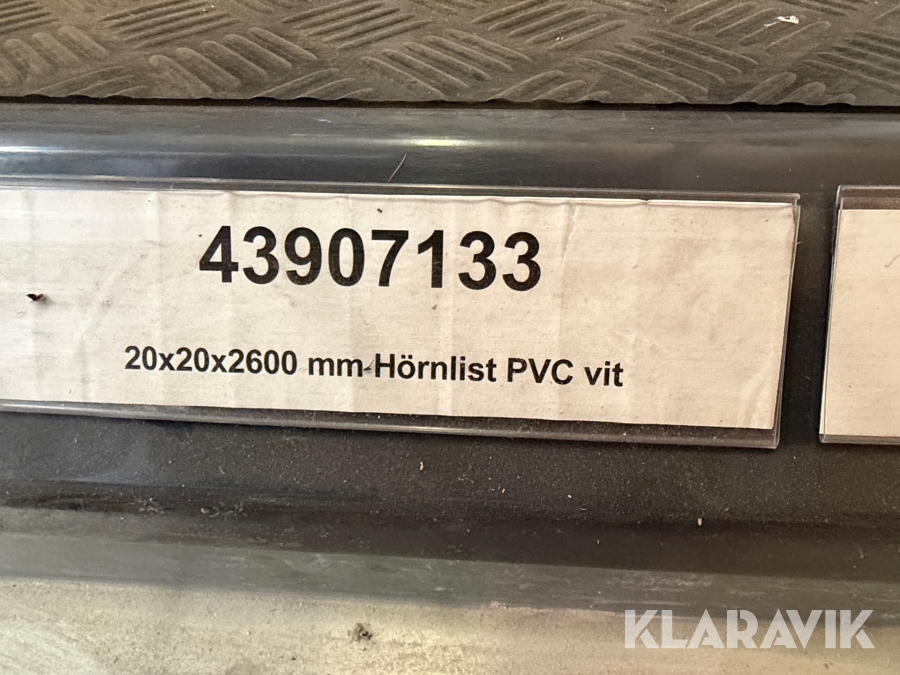 43907133
20x20x2600 mm Hörnlist PVC vit
KLARAVIK